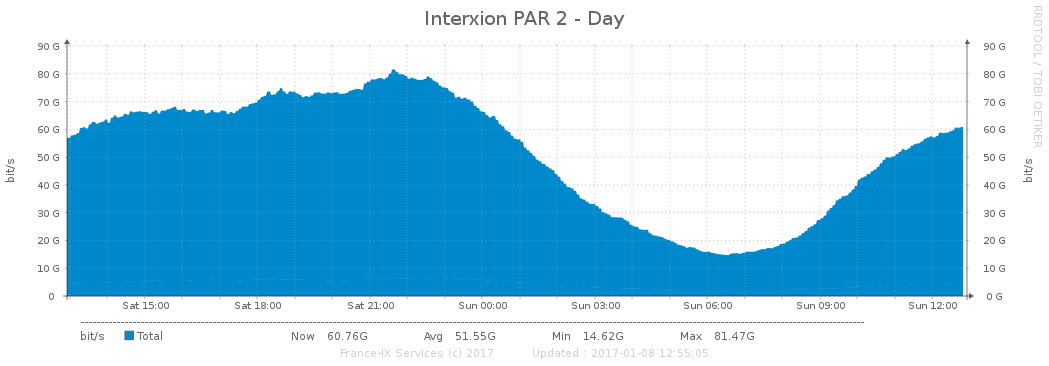 Interxion PAR 2 - Day
RRDTOOL / TOBI OETIKER
90 G 90 G
80 G 80 G
70 G 70 G
60 G 60 G
50 G 50 G
40 G 40 G
30 G 30 G
20 G 20 G
10 G 10 G
0 0 G
bit/s bit/s
Sat 15:00 Sat 18:00 Sat 21:00 Sun 00:00 Sun 03:00 Sun 06:00 Sun 09:00 Sun 12:00
bit/s Total Now 60.76G Avg 51.55G Min 14.62G Max 81.47G
France-IX Services (c) 2017 Updated : 2017-01-08 12:55:05